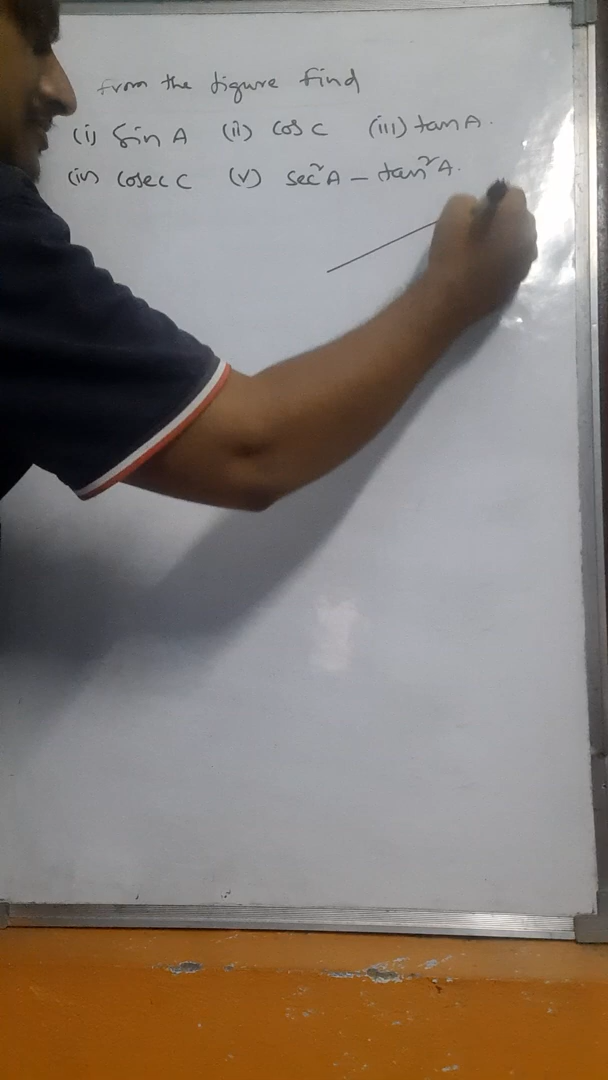 from the figure find
(i) Sin A (ii) cos C (iii) tan A.
(iv) Cosec C (v) sec²A – tan²A.